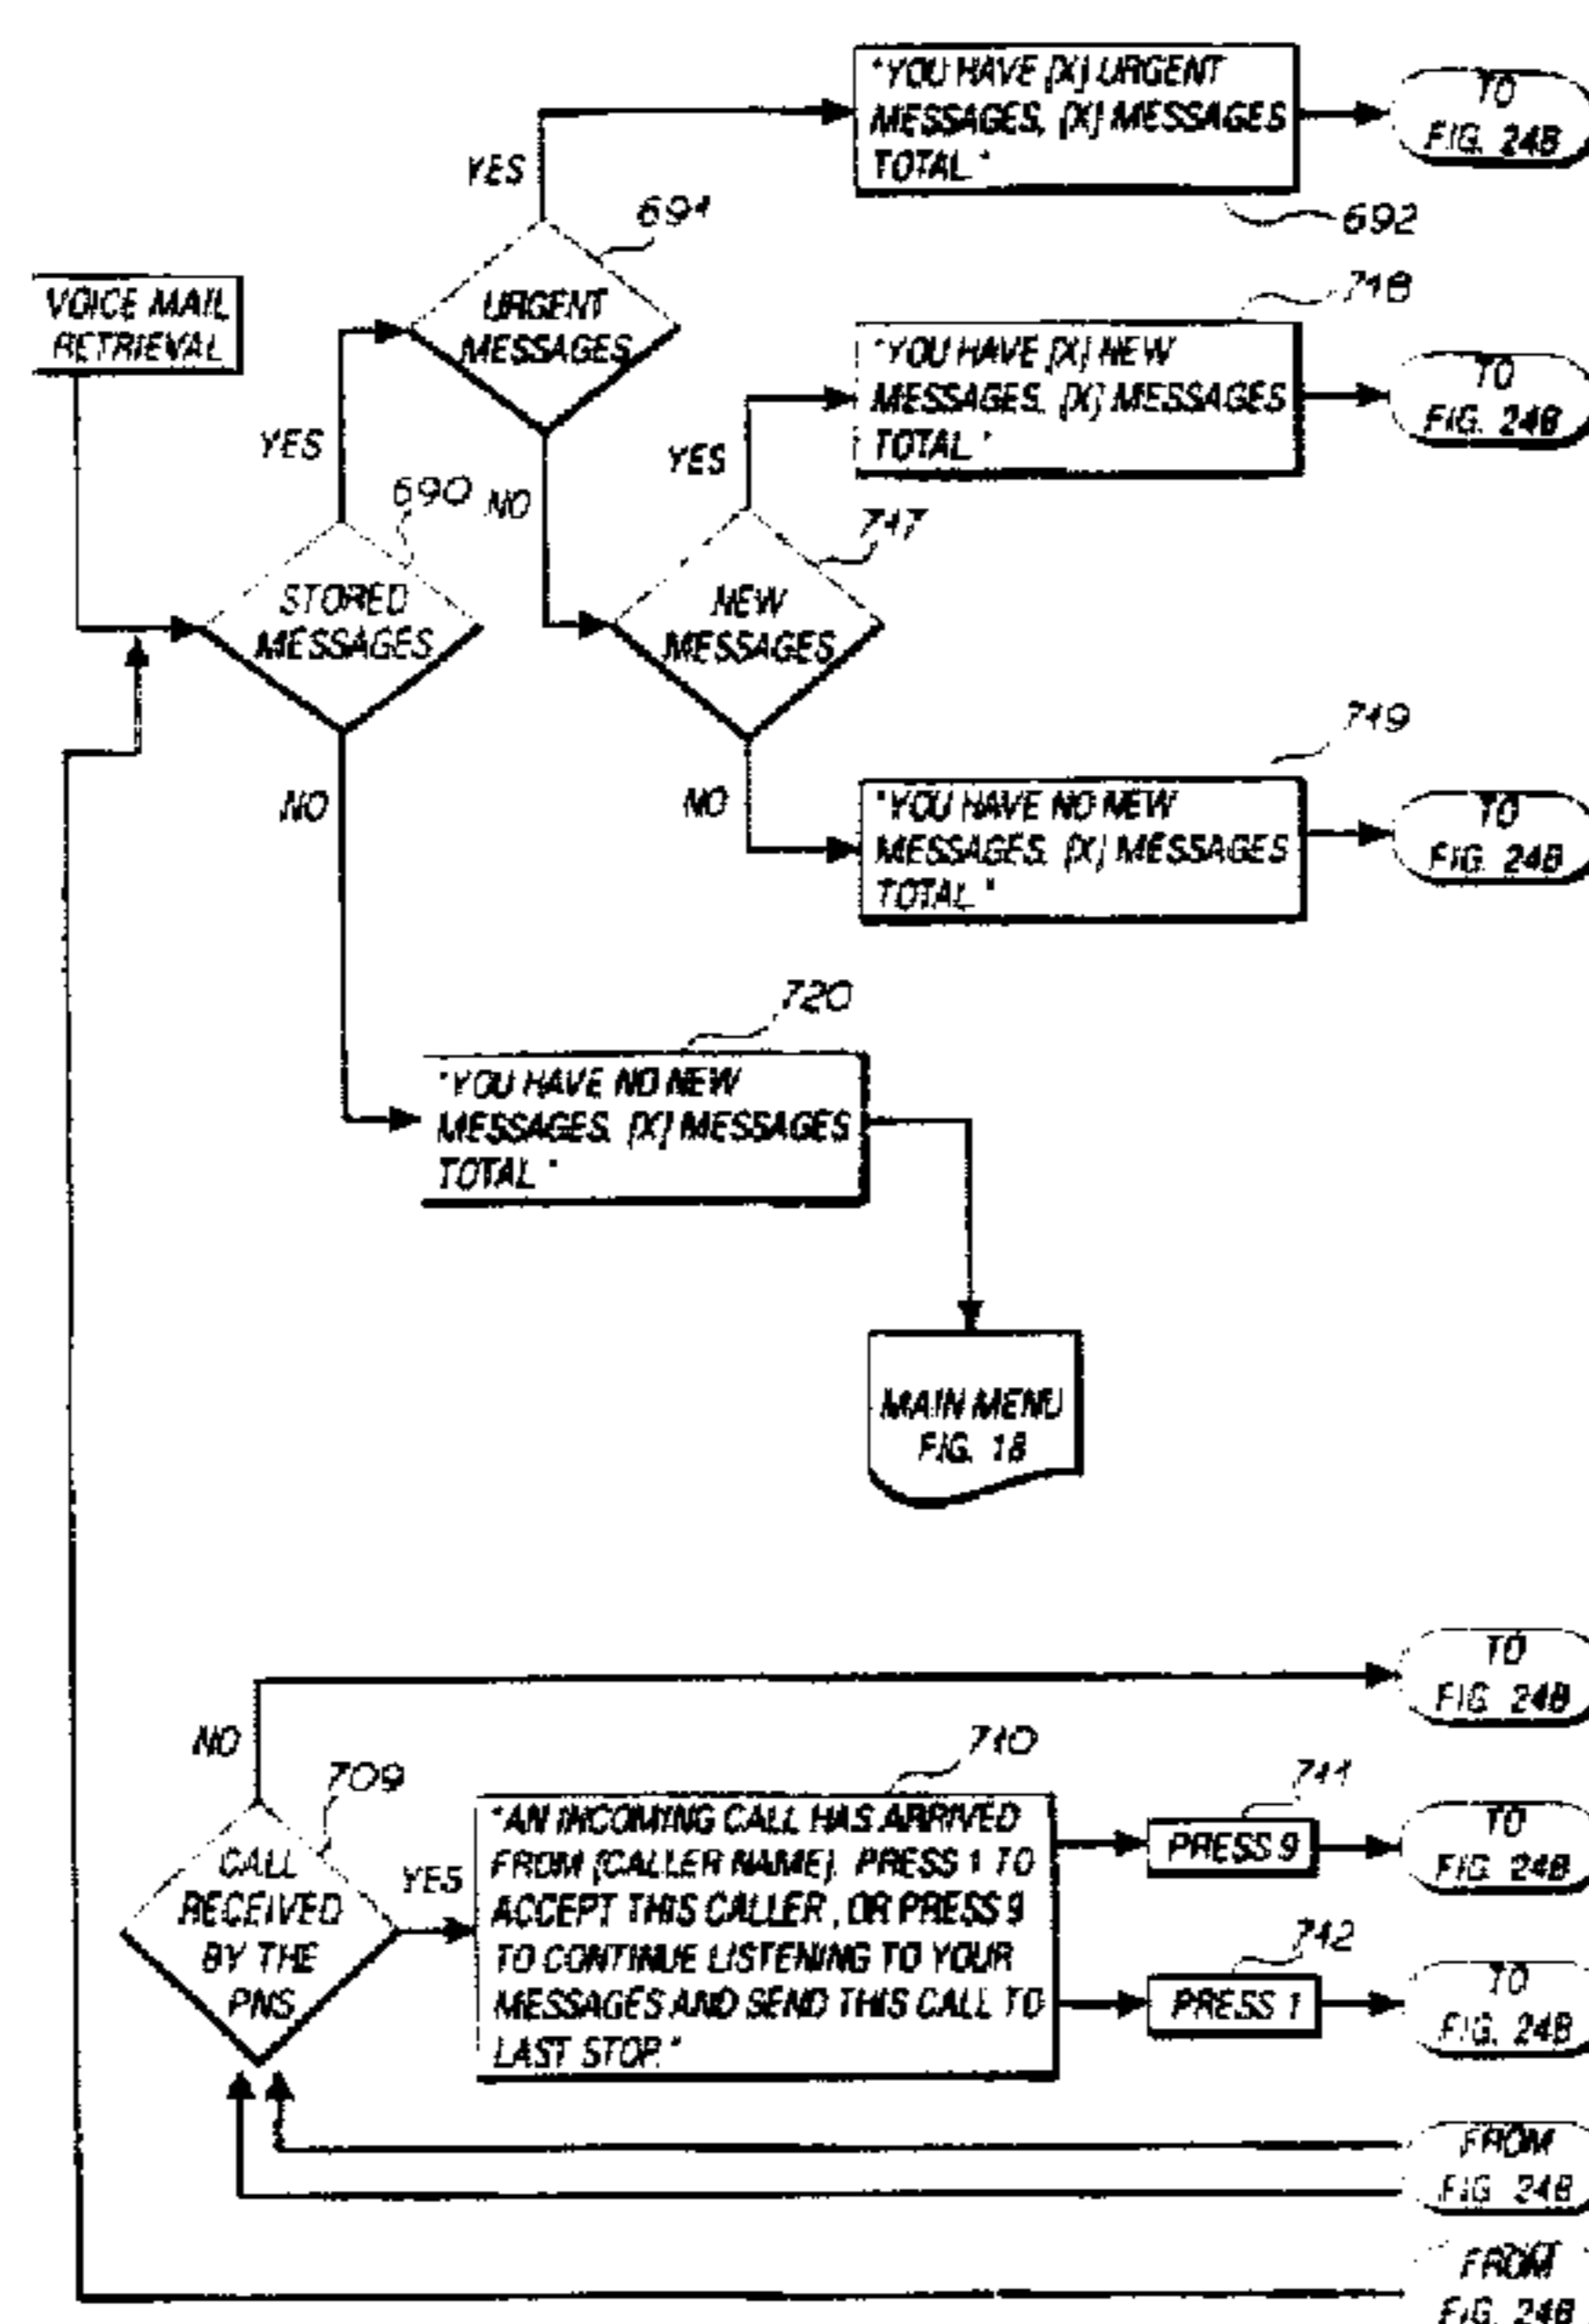 "YOU HAVE [X] URGENT
MESSAGES, [X] MESSAGES
TOTAL."
TO
FIG. 24B
YES
691
692
VOICE MAIL
RETRIEVAL
URGENT
MESSAGES
718
"YOU HAVE [X] NEW
MESSAGES, [X] MESSAGES
TOTAL."
TO
FIG. 24B
YES
YES
690
NO
717
STORED
MESSAGES
NEW
MESSAGES
719
NO
NO
"YOU HAVE NO NEW
MESSAGES, [X] MESSAGES
TOTAL."
TO
FIG. 24B
720
"YOU HAVE NO NEW
MESSAGES, [X] MESSAGES
TOTAL."
MAIN MENU
FIG. 18
TO
FIG. 24B
NO
709
710
711
CALL
RECEIVED
BY THE
PNS
YES
"AN INCOMING CALL HAS ARRIVED
FROM [CALLER NAME]. PRESS 1 TO
ACCEPT THIS CALLER, OR PRESS 9
TO CONTINUE LISTENING TO YOUR
MESSAGES AND SEND THIS CALL TO
LAST STOP."
PRESS 9
TO
FIG. 24B
712
PRESS 1
TO
FIG. 24B
FROM
FIG. 24B
FROM
FIG. 24B